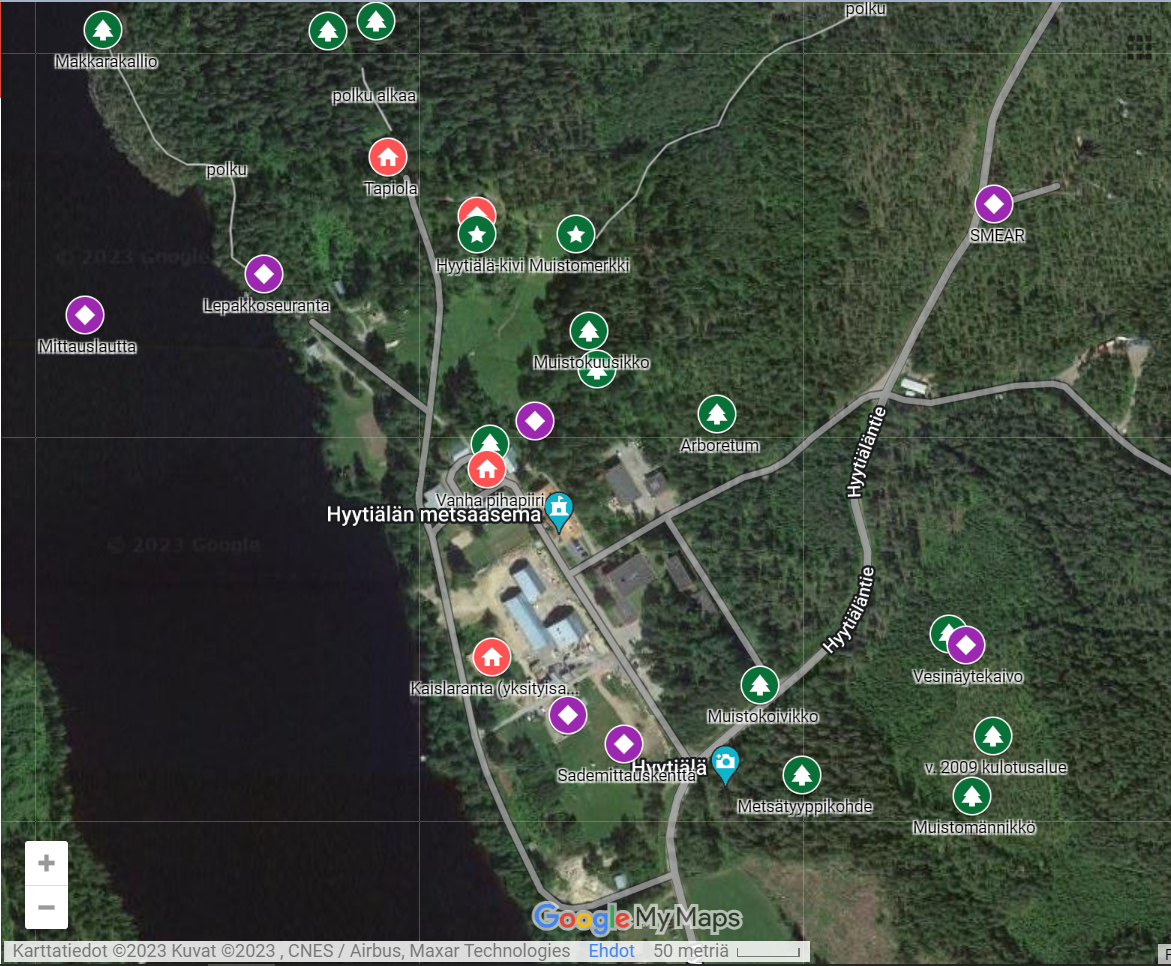 polku
Makkarakallio
polku alkaa
polku
Tapiola
SMEAR
© 2023 Google
Hyytiälä-kivi
Muistomerkki
Lepakkoseuranta
Mittauslautta
Muistokuusikko
Arboretum
Hyytiäläntie
Vanha pihapiiri
Hyytiälän metsäasema
© 2023 Google
Hyytiäläntie
Vesinäytekaivo
Kaislaranta (yksityisa...
Muistokoivikko
Hyytiälä
Sademittauskenttä
v. 2009 kulotusalue
Metsätyyppikohde
Muistomännikkö
+
−
Google My Maps
Karttatiedot ©2023 Kuvat ©2023 , CNES / Airbus, Maxar Technologies Ehdot 50 metriä